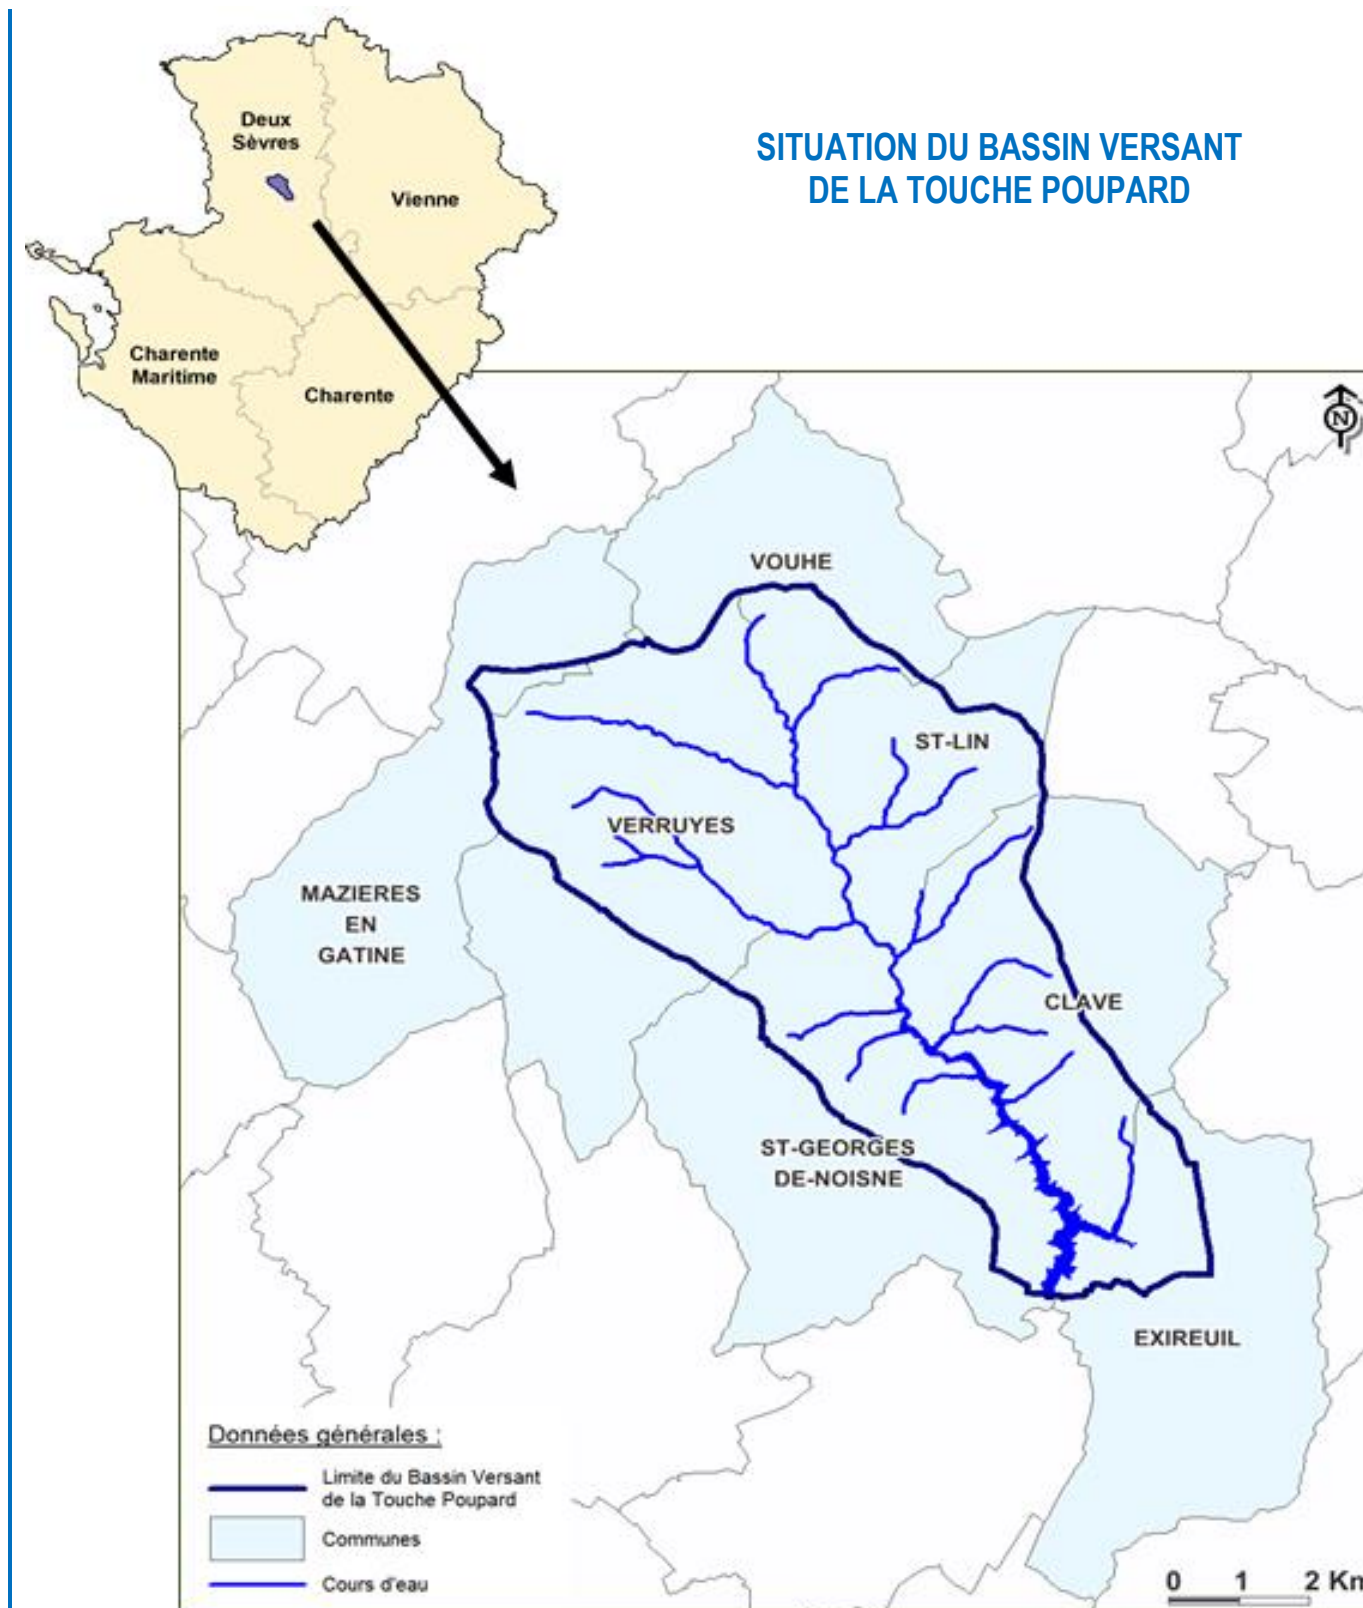 SITUATION DU BASSIN VERSANT
DE LA TOUCHE POUPARD
Deux
Sèvres
Vienne
Charente
Maritime
Charente
N
VOUHE
ST-LIN
VERRUYES
MAZIERES
EN
GATINE
CLAVE
ST-GEORGES
DE-NOISNE
EXIREUIL
Données générales :
Limite du Bassin Versant
de la Touche Poupard
Communes
Cours d'eau
0 1 2 Km